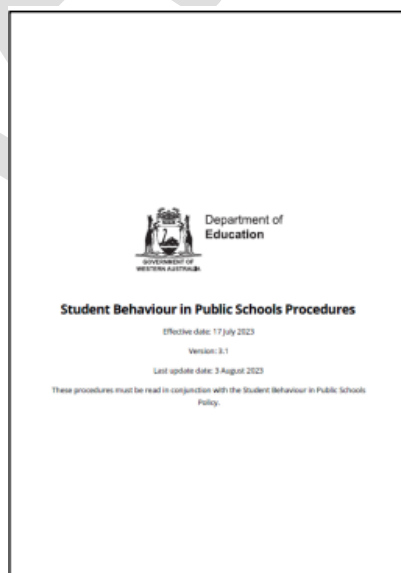 Department of
Education
GOVERNMENT OF
WESTERN AUSTRALIA
Student Behaviour in Public Schools Procedures
Effective date: 17 July 2023
Version: 3.1
Last update date: 3 August 2023
These procedures must be read in conjunction with the Student Behaviour in Public Schools
Policy.